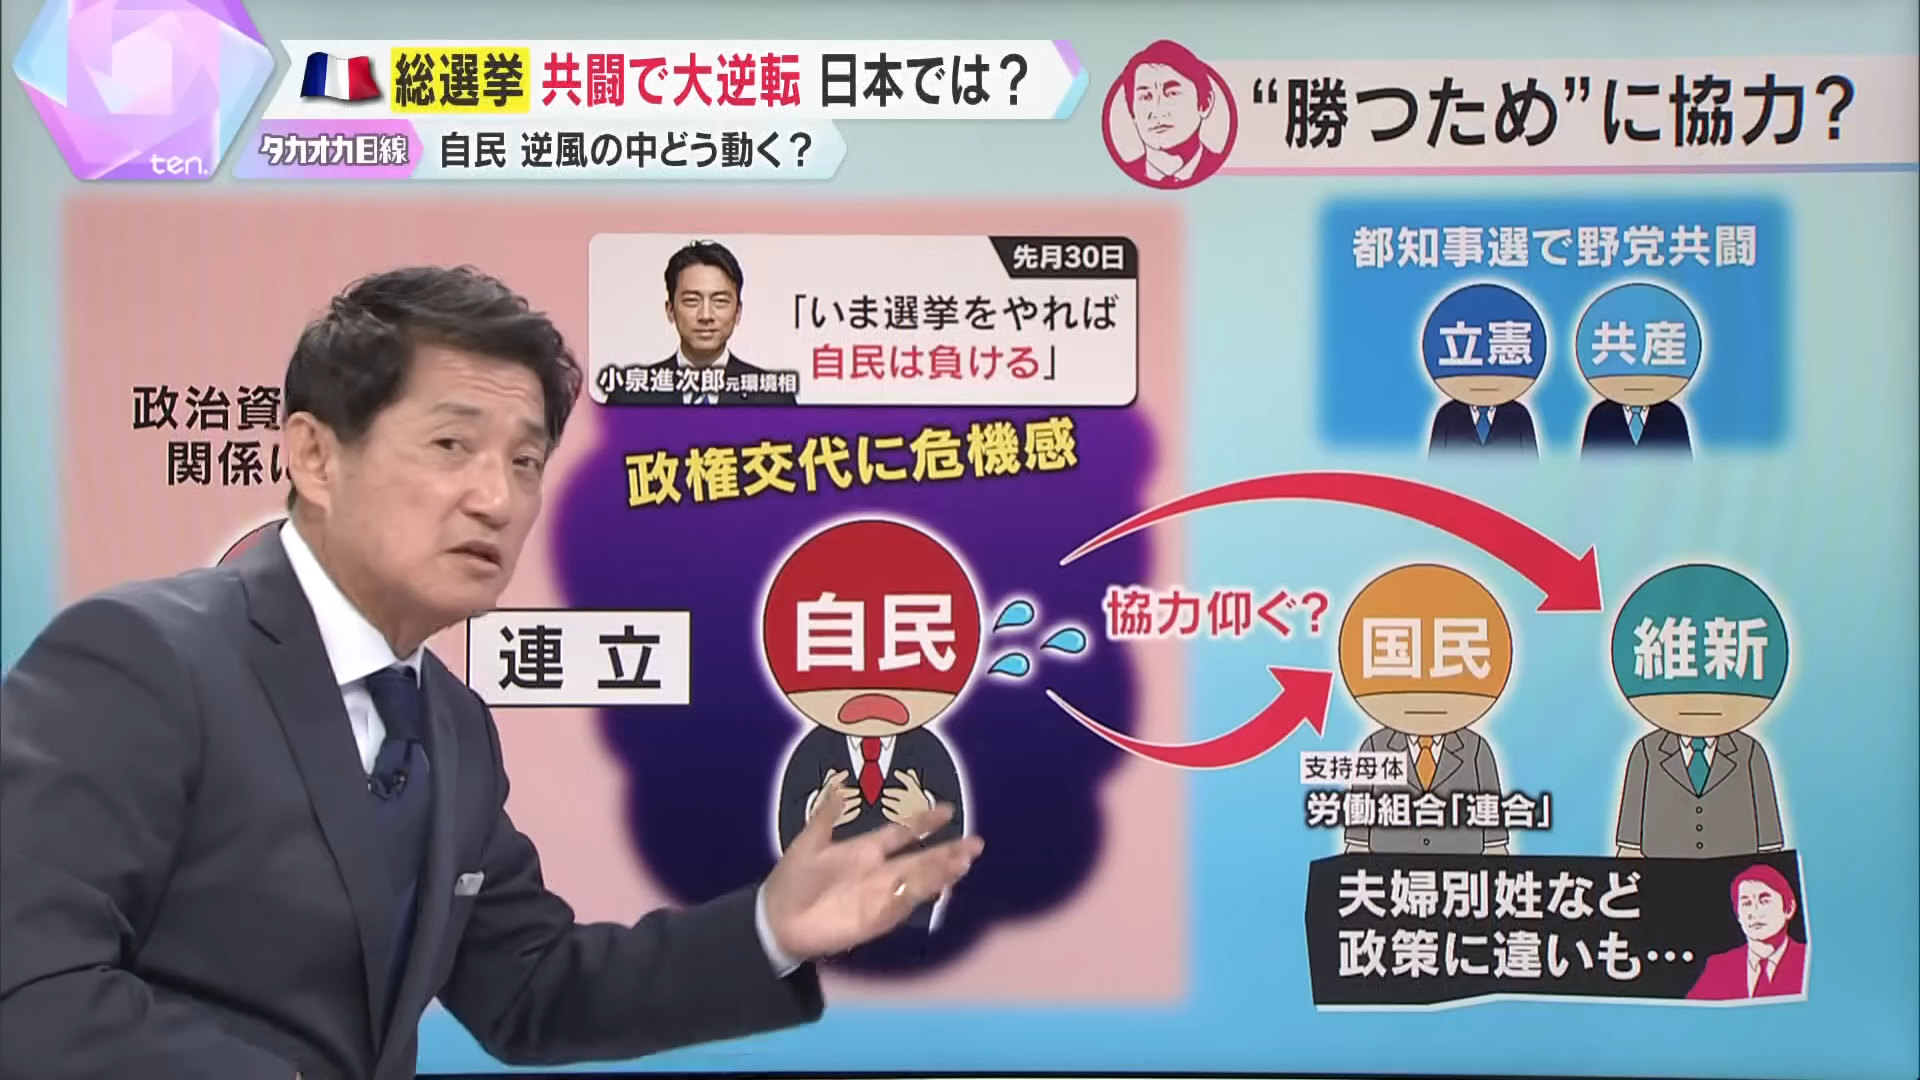 総選挙 共闘で大逆転 日本では？
タカオカ目線
自民 逆風の中どう動く？
ten.
“勝つため”に協力？
都知事選で野党共闘
立憲
共産
先月30日
「いま選挙をやれば
自民は負ける」
小泉進次郎元環境相
政治資
関係に
政権交代に危機感
連立
自民
協力仰ぐ？
国民
維新
支持母体
労働組合「連合」
夫婦別姓など
政策に違いも…